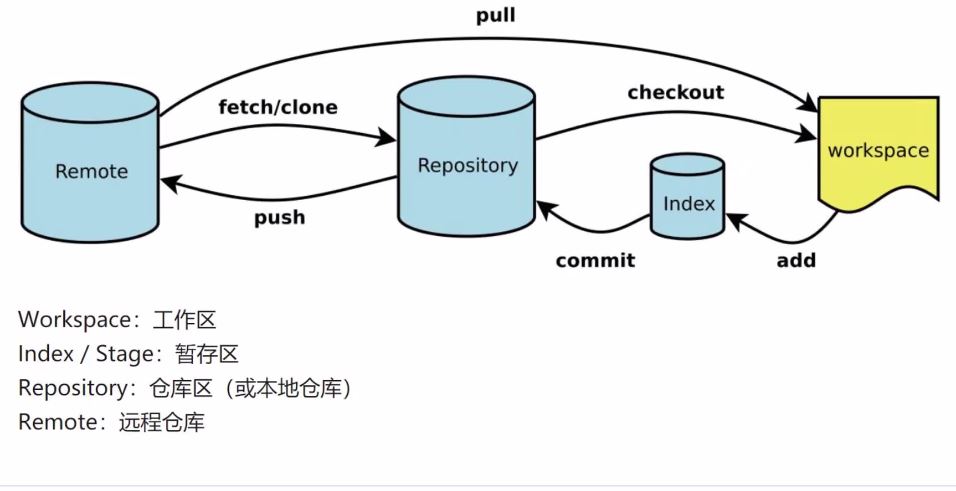 pull
fetch/clone
checkout
Remote
Repository
workspace
Index
push
commit
add
Workspace：工作区
Index / Stage：暂存区
Repository：仓库区（或本地仓库）
Remote：远程仓库